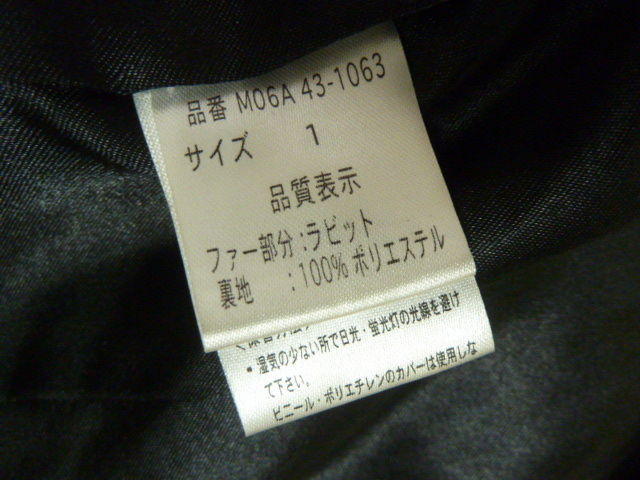 品番 M06A 43-1063
サイズ 1
品質表示
ファー部分:ラビット
裏地 :100%ポリエステル
・湿気の少ない所で日光・蛍光灯の光線を避け
て下さい。
ビニール・ポリエチレンのカバーは使用しな